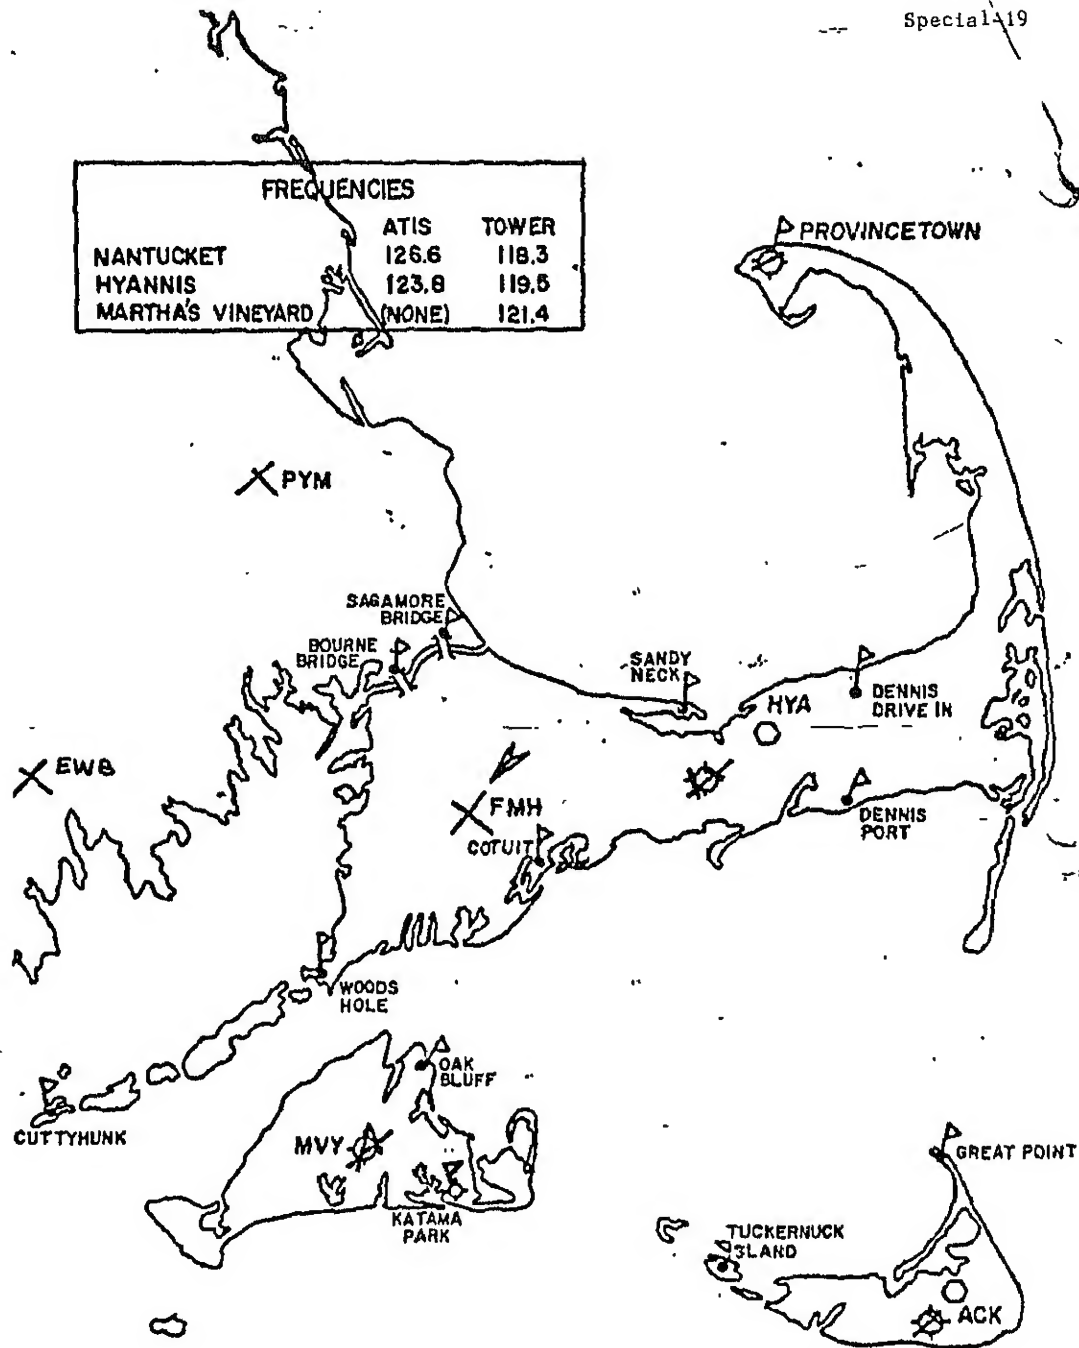 Special-19
FREQUENCIES
ATIS TOWER
NANTUCKET 126.6 118.3
HYANNIS 123.8 119.5
MARTHA'S VINEYARD (NONE) 121.4
PROVINCETOWN
PYM
SAGAMORE
BRIDGE
BOURNE
BRIDGE
SANDY
NECK
HYA
DENNIS
DRIVE IN
EWB
FMH
COTUIT
DENNIS
PORT
WOODS
HOLE
OAK
BLUFF
CUTTYHUNK
MVY
KATAMA
PARK
GREAT POINT
TUCKERNUCK
ISLAND
ACK